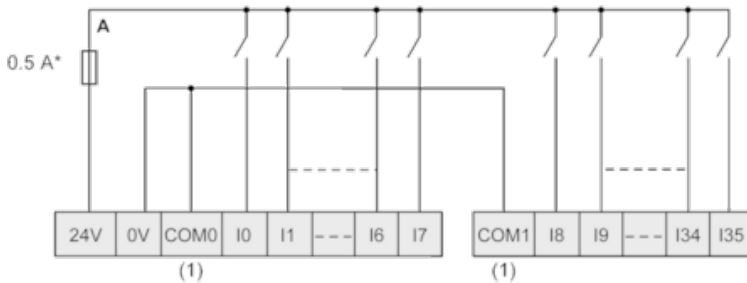 A
0.5 A*
24V 0V COM0 I0 I1 --- I6 I7 COM1 I8 I9 --- I34 I35
(1) (1)